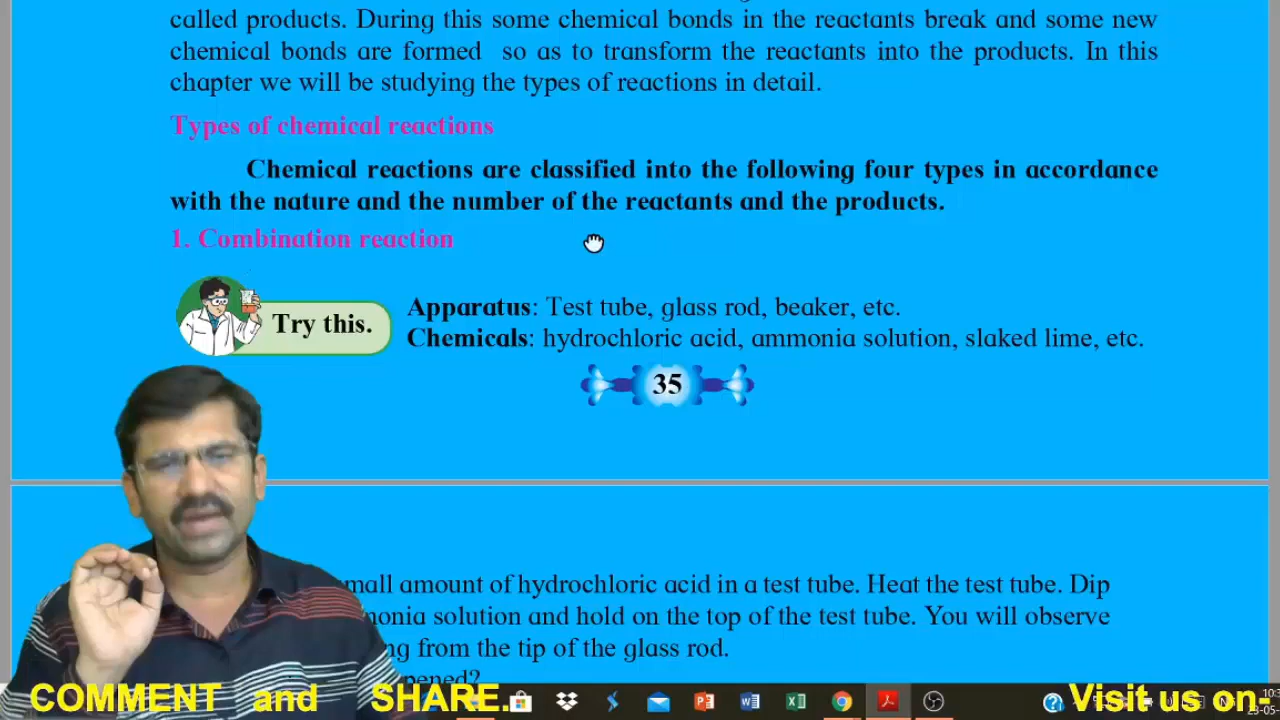 called products. During this some chemical bonds in the reactants break and some new
chemical bonds are formed so as to transform the reactants into the products. In this
chapter we will be studying the types of reactions in detail.
Types of chemical reactions
Chemical reactions are classified into the following four types in accordance
with the nature and the number of the reactants and the products.
1. Combination reaction
Try this.
Apparatus: Test tube, glass rod, beaker, etc.
Chemicals: hydrochloric acid, ammonia solution, slaked lime, etc.
35
mall amount of hydrochloric acid in a test tube. Heat the test tube. Dip
nonia solution and hold on the top of the test tube. You will observe
ng from the tip of the glass rod.
pened?
COMMENT and SHARE.
Visit us on.